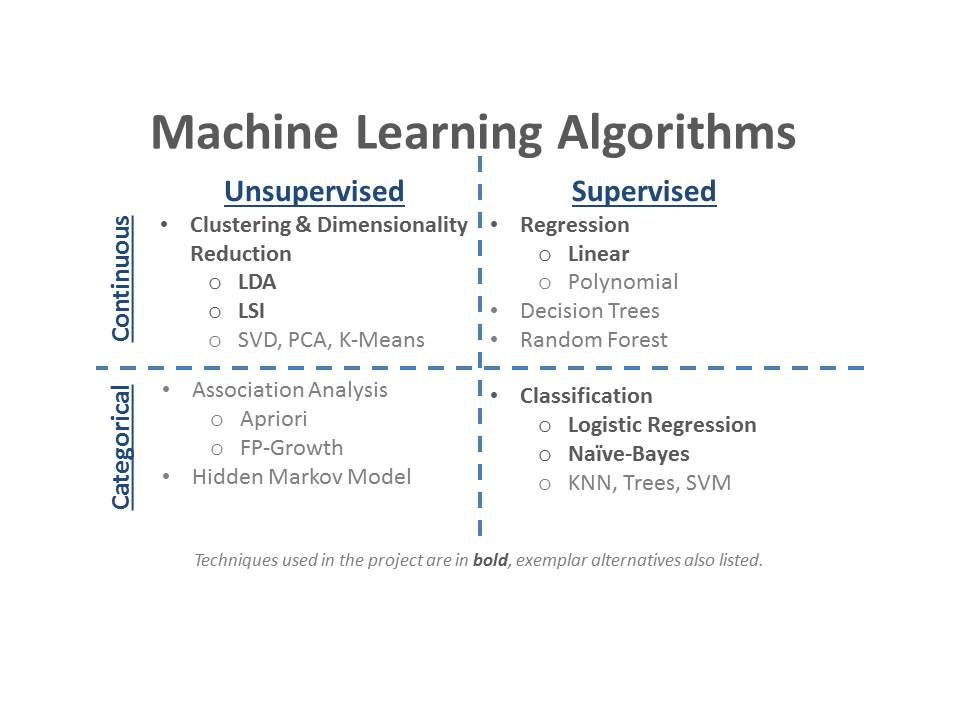 Machine Learning Algorithms
Unsupervised
Supervised
Continuous
• Clustering & Dimensionality
Reduction
o LDA
o LSI
o SVD, PCA, K-Means
• Regression
o Linear
o Polynomial
• Decision Trees
• Random Forest
Categorical
• Association Analysis
o Apriori
o FP-Growth
• Hidden Markov Model
• Classification
o Logistic Regression
o Naïve-Bayes
o KNN, Trees, SVM
Techniques used in the project are in bold, exemplar alternatives also listed.